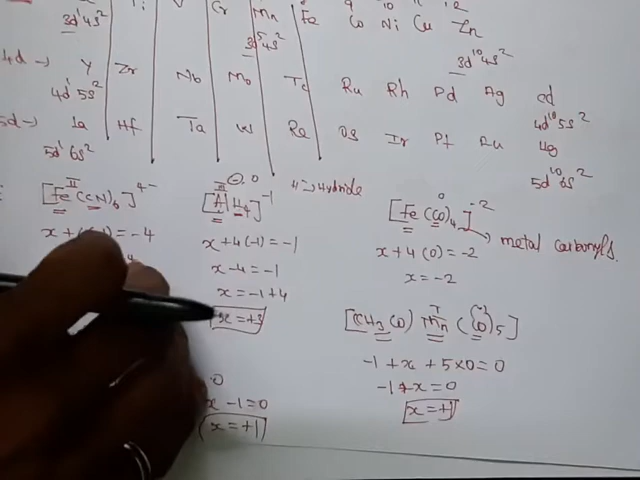 Ti V Cr Mn Fe Co Ni Cu Zn
3d¹4s² 3d⁵4s² 3d¹⁰4s²
4d → Y Zr Nb Mo Tc Ru Rh Pd Ag cd
4d¹5s² 4d¹⁰5s²
5d → La Hf Ta W Re Os Ir Pt Au Hg
5d¹6s² 5d¹⁰6s²
[Fe(CN)₆]⁴⁻ [AlH₄]⁻¹ H → Hydride [Fe(CO)₄]⁻² → metal carbonyls.
= -4 x+4(-1) = -1 x+4(0) = -2
x-4 = -1 x = -2
x = -1+4
x = +3 [CH₃CO) Mn (CO)₅]
-1 + x + 5×0 = 0
x -1=0 -1+x = 0
x = +1 x = +1